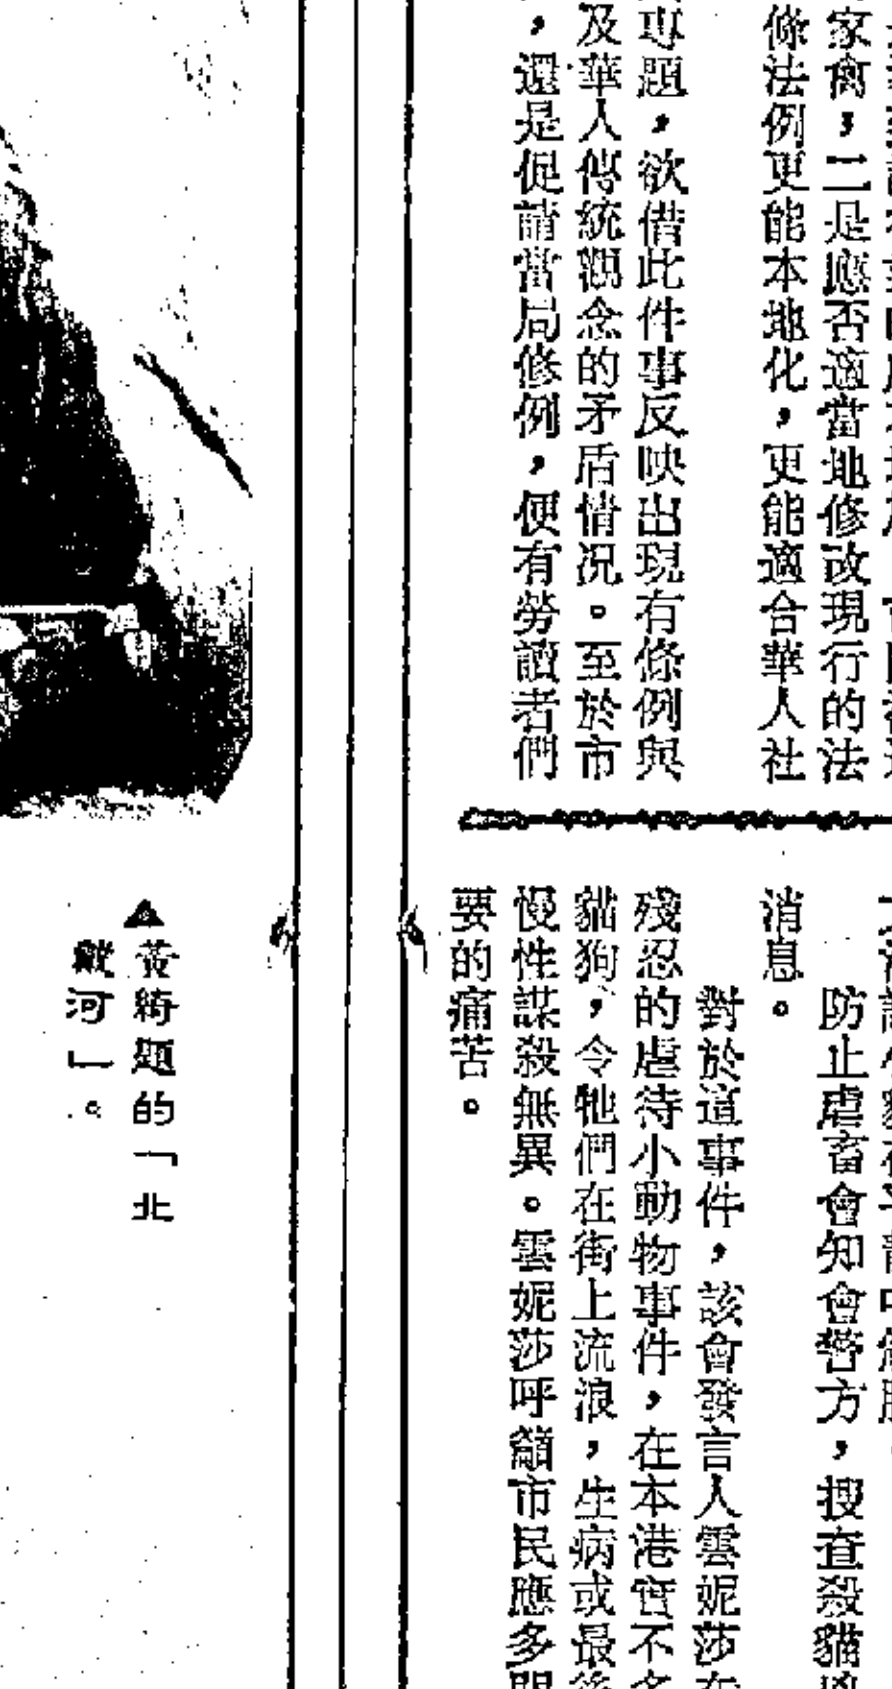 家禽，二是應否適當地修改現行的法
條法例更能本地化，更能適合華人社
專題，欲借此件事反映出現有條例與
及華人傳統觀念的矛盾情況。至於市
，還是促請當局修例，便有勞讀者們
防止虐畜會知會警方，搜查殺貓
消息。
對於這事件，該會發言人雲妮莎在
殘忍的虐待小動物事件，在本港實不多
貓狗，令牠們在街上流浪，生病或最後
慢性謀殺無異。雲妮莎呼籲市民應多
要的痛苦。
▲黃綺題的「北
戴河」。